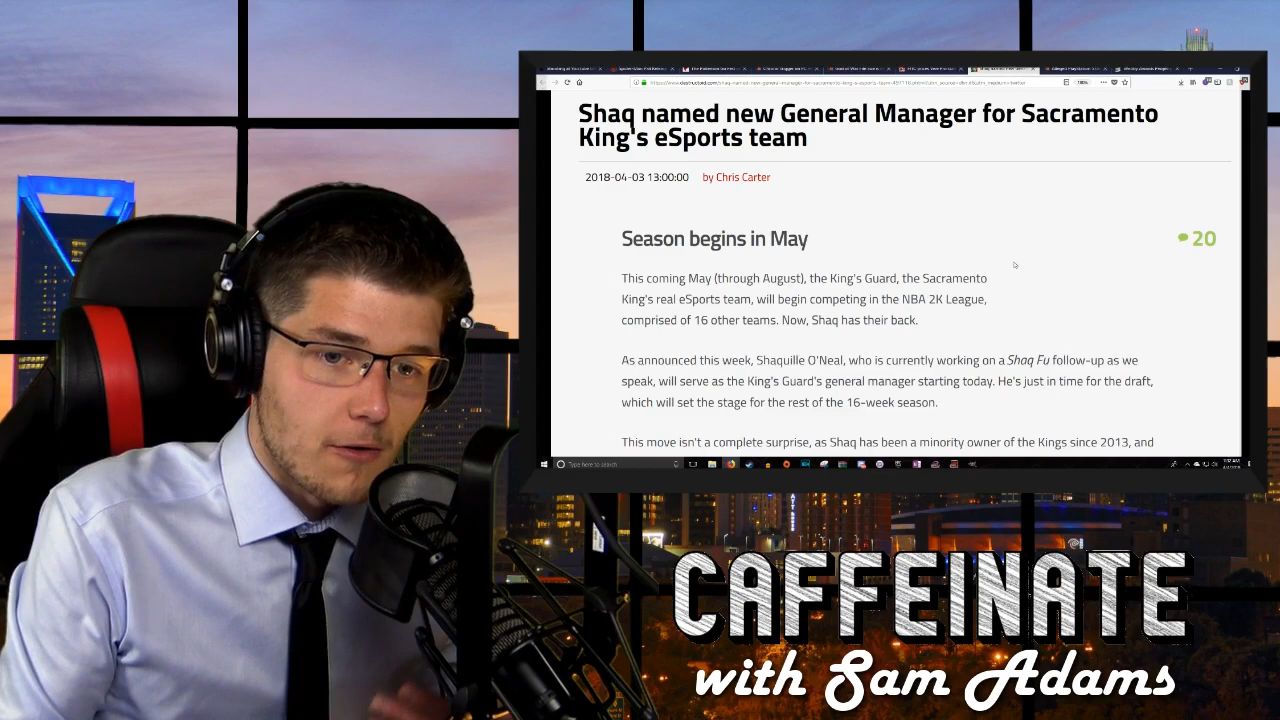 Shaq named new General Manager for Sacramento
King's eSports team
2018-04-03 13:00:00 by Chris Carter
Season begins in May
20
This coming May (through August), the King's Guard, the Sacramento
King's real eSports team, will begin competing in the NBA 2K League,
comprised of 16 other teams. Now, Shaq has their back.
As announced this week, Shaquille O'Neal, who is currently working on a Shaq Fu follow-up as we
speak, will serve as the King's Guard's general manager starting today. He's just in time for the draft,
which will set the stage for the rest of the 16-week season.
This move isn't a complete surprise, as Shaq has been a minority owner of the Kings since 2013, and
Type here to search
CAFFEINATE
with Sam Adams